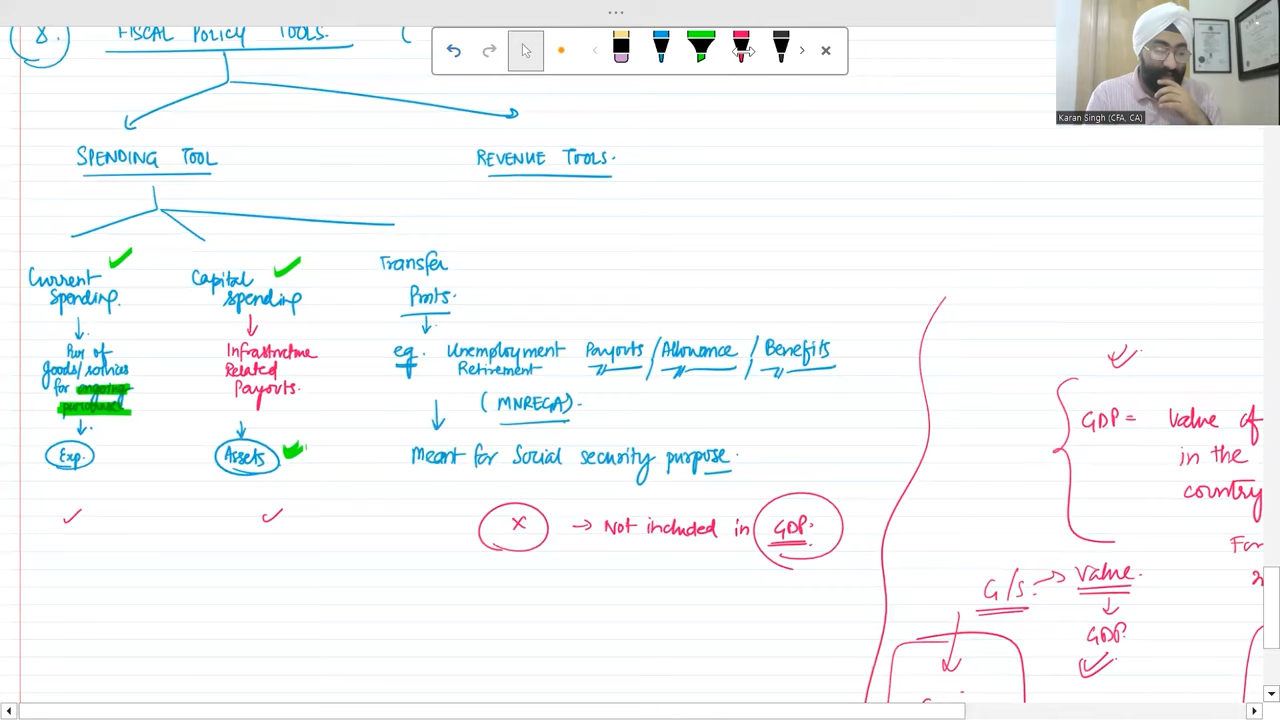 8. FISCAL POLICY TOOLS. (
Karan Singh (CFA, CA)
SPENDING TOOL
REVENUE TOOLS.
Current
Spending.
Pur of
goods/services
for ongoing
purchases
Exp.
Capital
Spending
Infrastructure
Related
Payouts.
Assets
Transfer
Pmts.
eg. Unemployment Payouts / Allowance / Benefits
Retirement
(MNREGA).
Meant for Social security purpose.
X → Not included in GDP.
GDP = Value of
in the
country
G/S. → Value.
GDP.